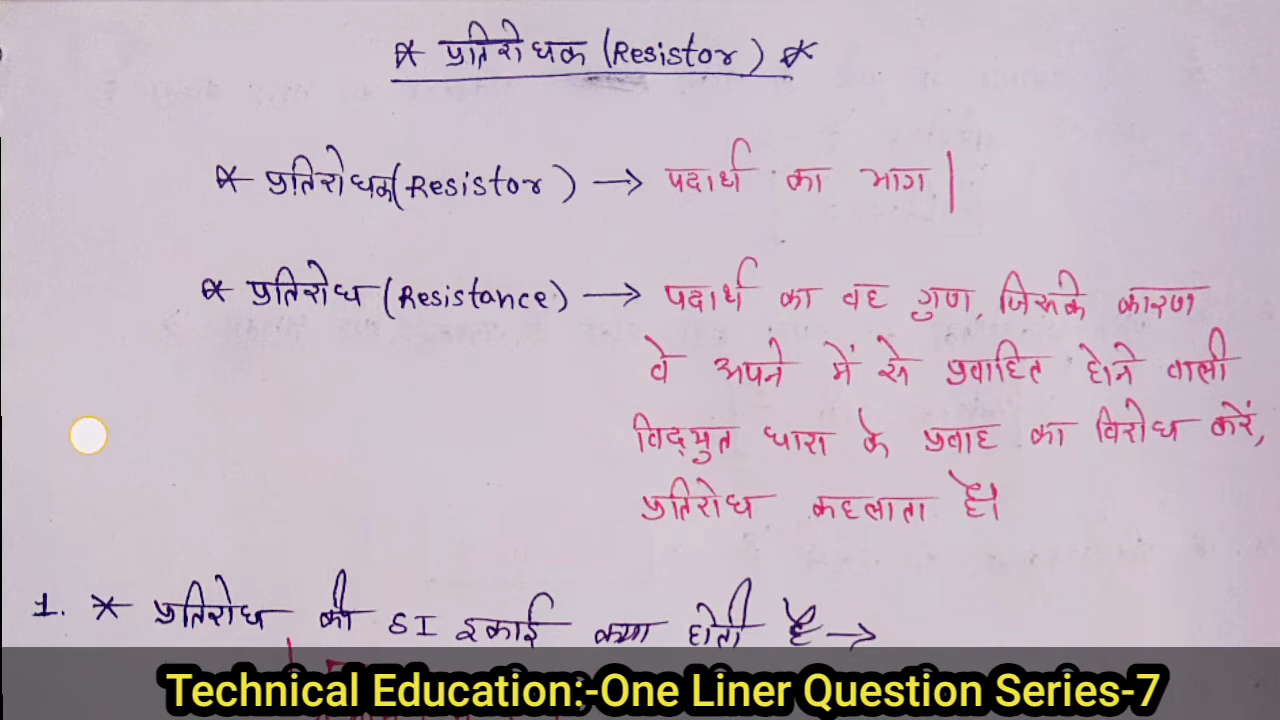 * प्रतिरोधक (Resistor) *
* प्रतिरोधक (Resistor) → पदार्थ का भाग |
* प्रतिरोध (Resistance) → पदार्थ का वह गुण, जिसके कारण
वे अपने में से प्रवाहित होने वाली
विद्युत धारा के प्रवाह का विरोध करें,
प्रतिरोध कहलाता है।
1. * प्रतिरोध की SI इकाई क्या होती है →
Technical Education:-One Liner Question Series-7